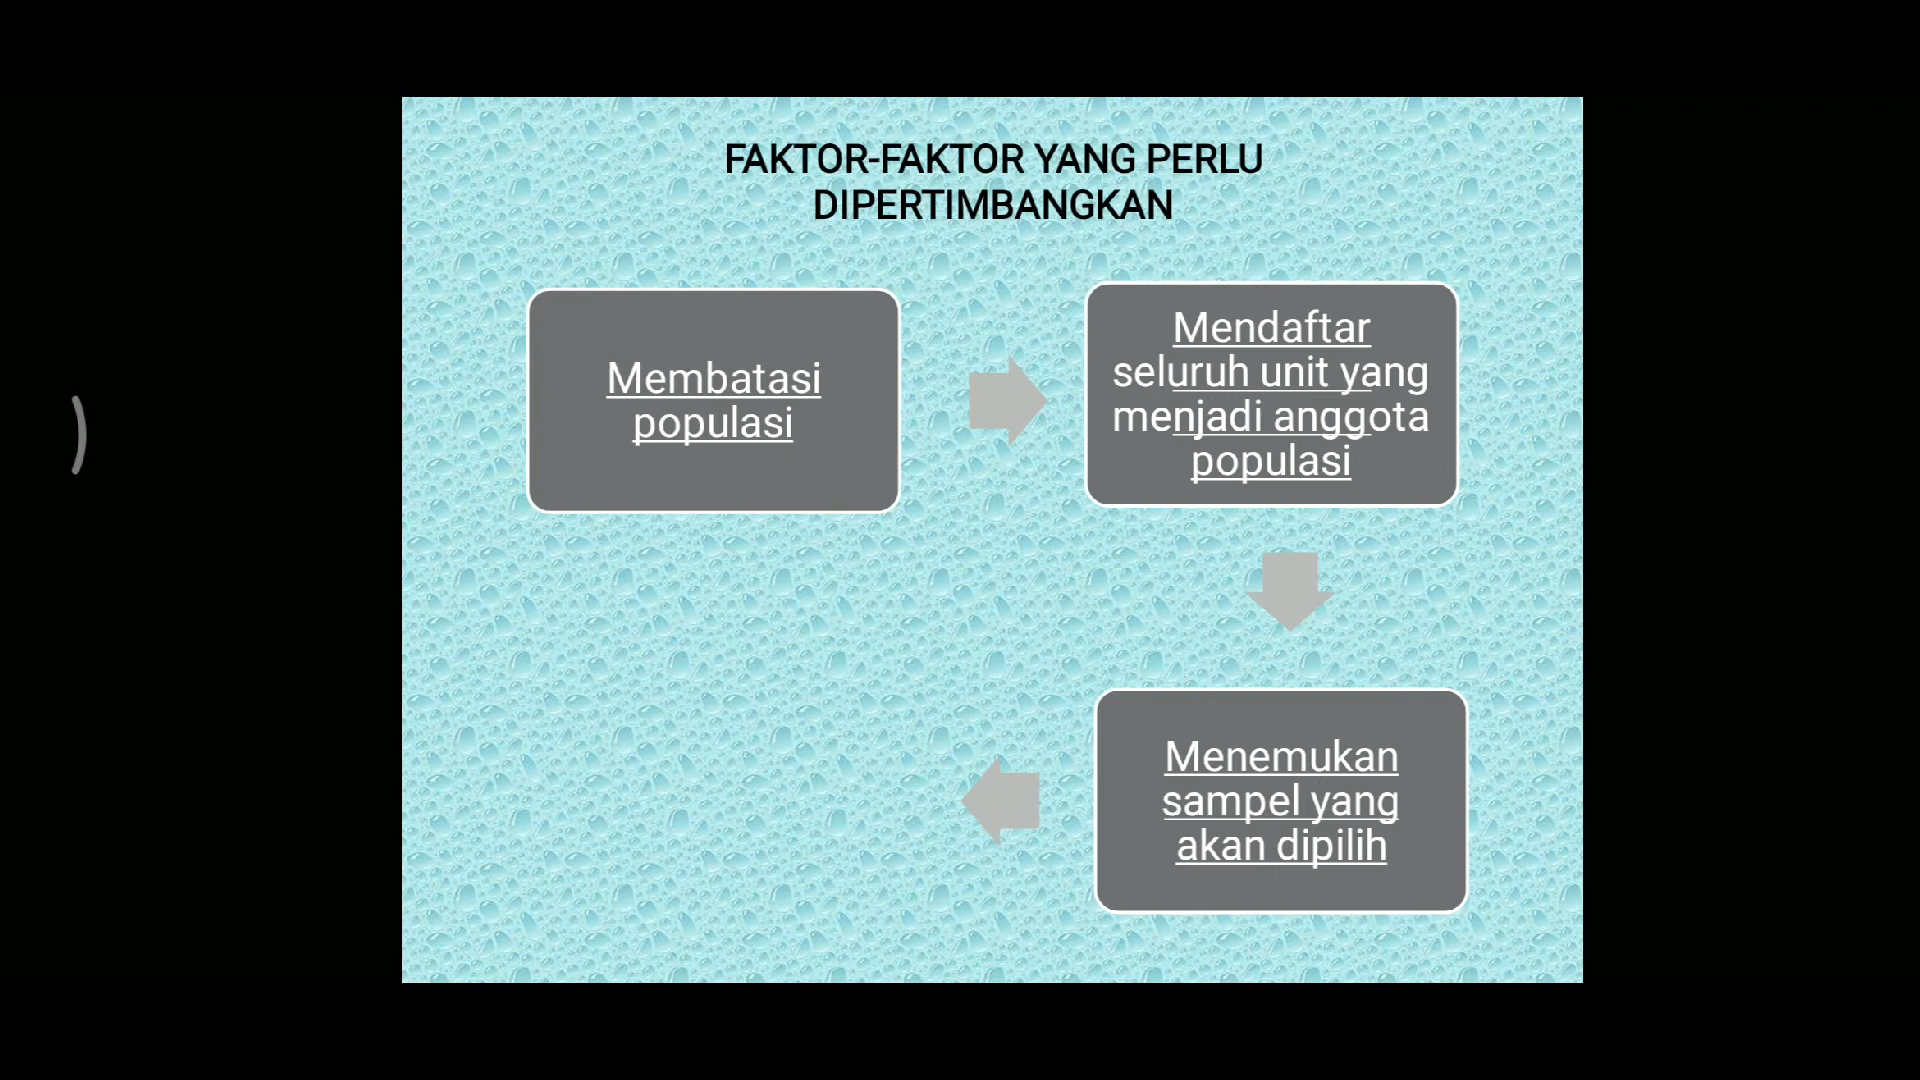 FAKTOR-FAKTOR YANG PERLU
DIPERTIMBANGKAN
Membatasi
populasi
Mendaftar
seluruh unit yang
menjadi anggota
populasi
Menemukan
sampel yang
akan dipilih